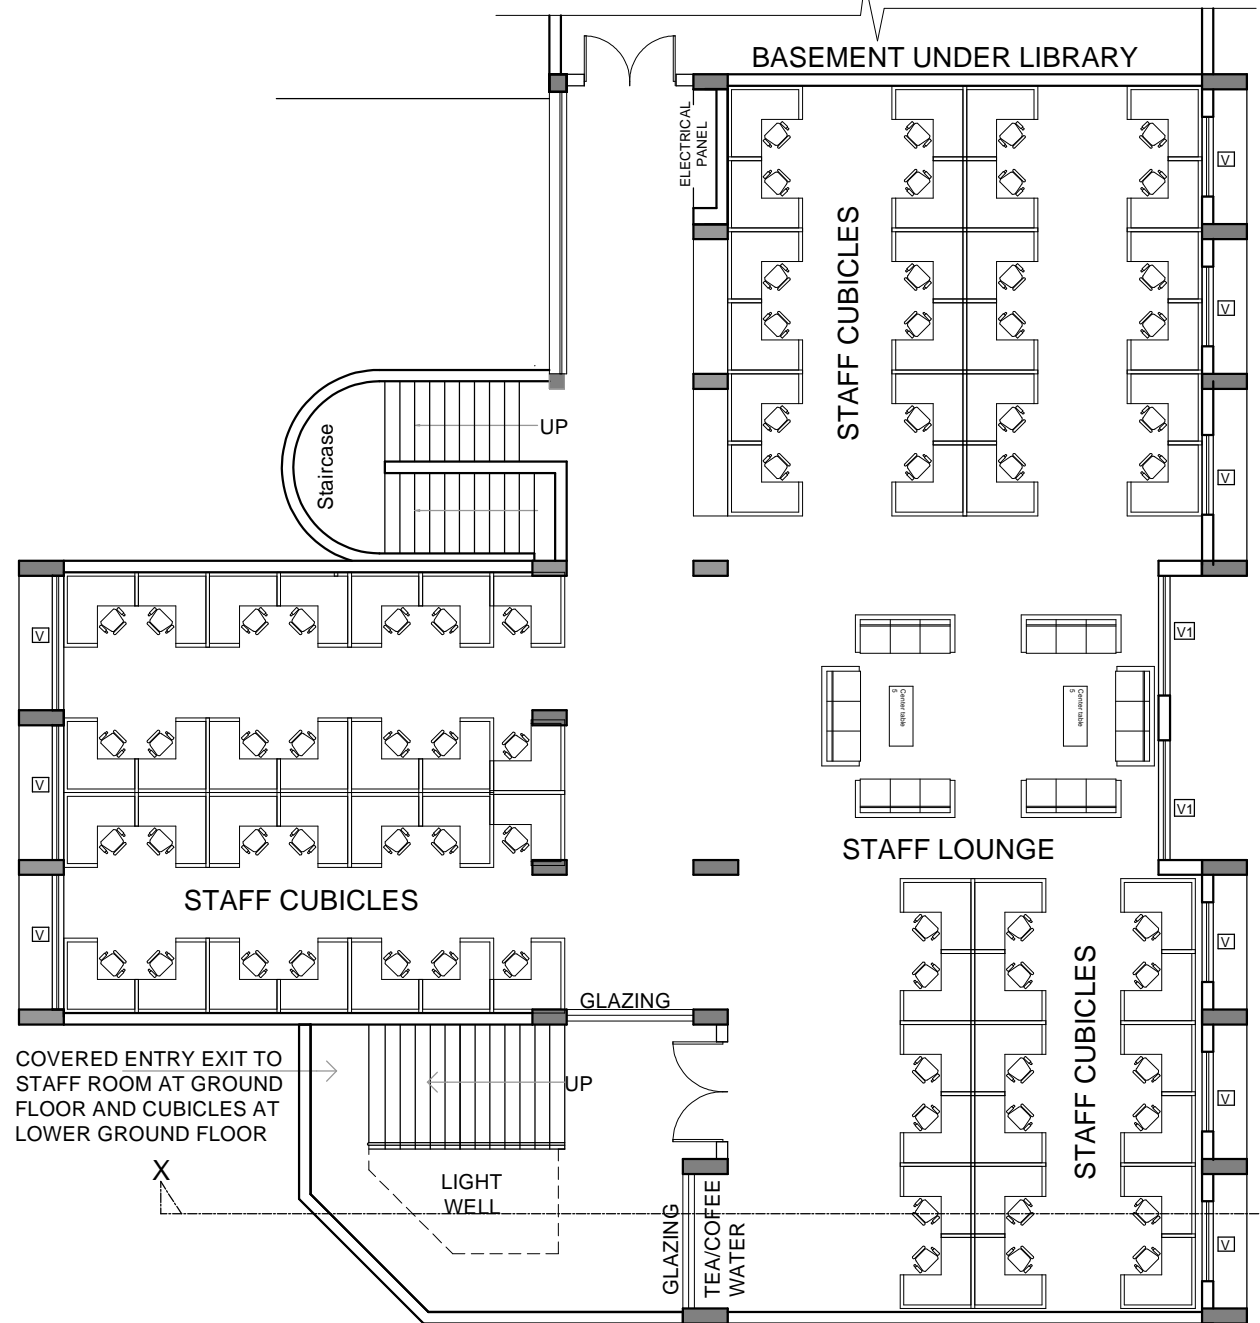 BASEMENT UNDER LIBRARY
ELECTRICAL
PANEL
V
STAFF CUBICLES
V
UP
Staircase
V
V
V1
Center table
5
Center table
5
V
V1
STAFF LOUNGE
STAFF CUBICLES
V
V
GLAZING
STAFF CUBICLES
COVERED ENTRY EXIT TO
STAFF ROOM AT GROUND
FLOOR AND CUBICLES AT
LOWER GROUND FLOOR
UP
V
X
LIGHT
WELL
GLAZING
TEA/COFEE
WATER
V